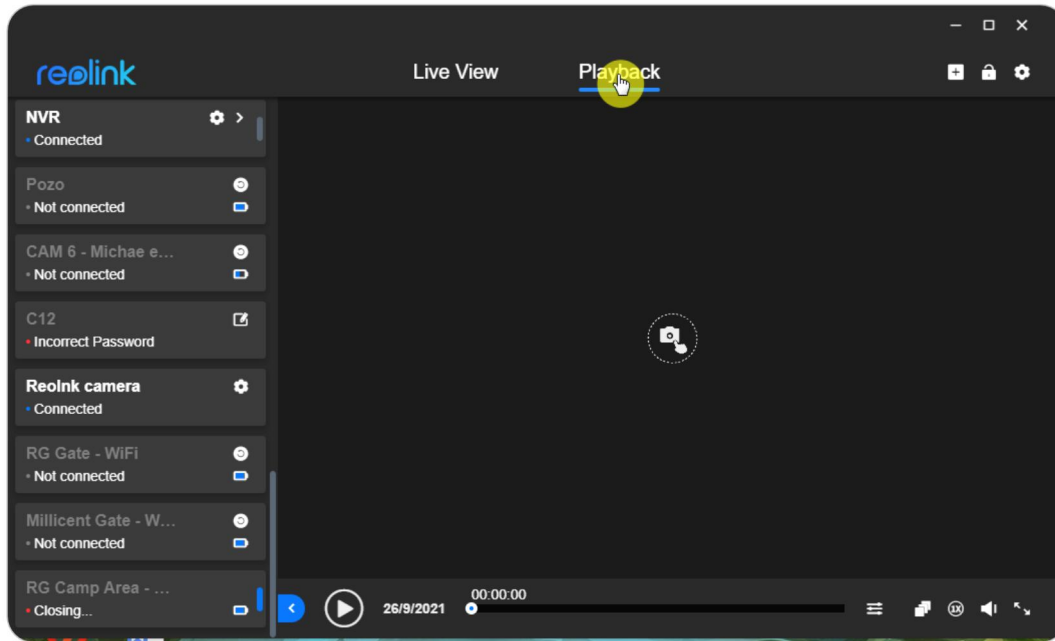 reolink
Live View
Playback
NVR
Connected
Pozo
Not connected
CAM 6 - Michae e...
Not connected
C12
Incorrect Password
Reolnk camera
Connected
RG Gate - WiFi
Not connected
Millicent Gate - W...
Not connected
RG Camp Area - ...
Closing...
26/9/2021
00:00:00
1X